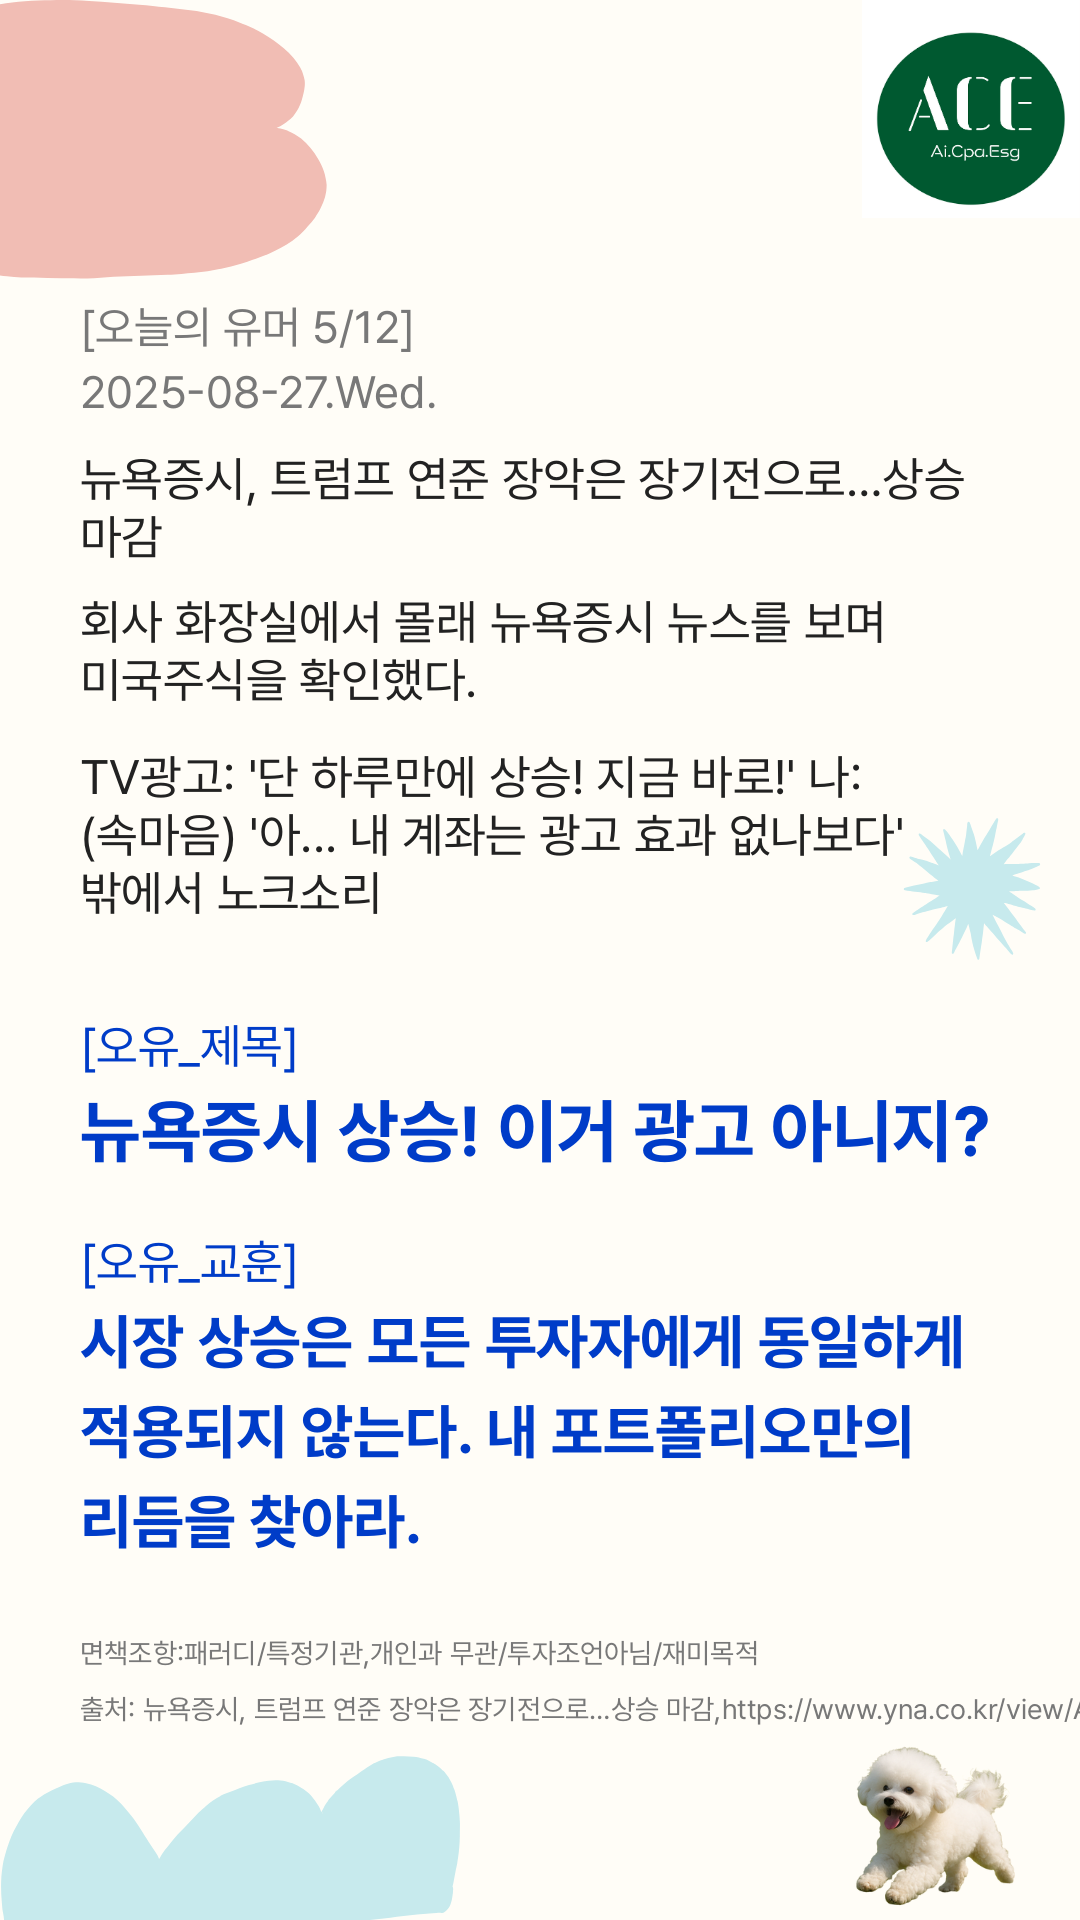 ACE
Ai.Cpa.Esg
[오늘의 유머 5/12]
2025-08-27.Wed.
뉴욕증시, 트럼프 연준 장악은 장기전으로…상승
마감
회사 화장실에서 몰래 뉴욕증시 뉴스를 보며
미국주식을 확인했다.
TV광고: '단 하루만에 상승! 지금 바로!' 나:
(속마음) '아... 내 계좌는 광고 효과 없나보다'
밖에서 노크소리
[오유_제목]
뉴욕증시 상승! 이거 광고 아니지?
[오유_교훈]
시장 상승은 모든 투자자에게 동일하게
적용되지 않는다. 내 포트폴리오만의
리듬을 찾아라.
면책조항:패러디/특정기관,개인과 무관/투자조언아님/재미목적
출처: 뉴욕증시, 트럼프 연준 장악은 장기전으로…상승 마감,https://www.yna.co.kr/view/